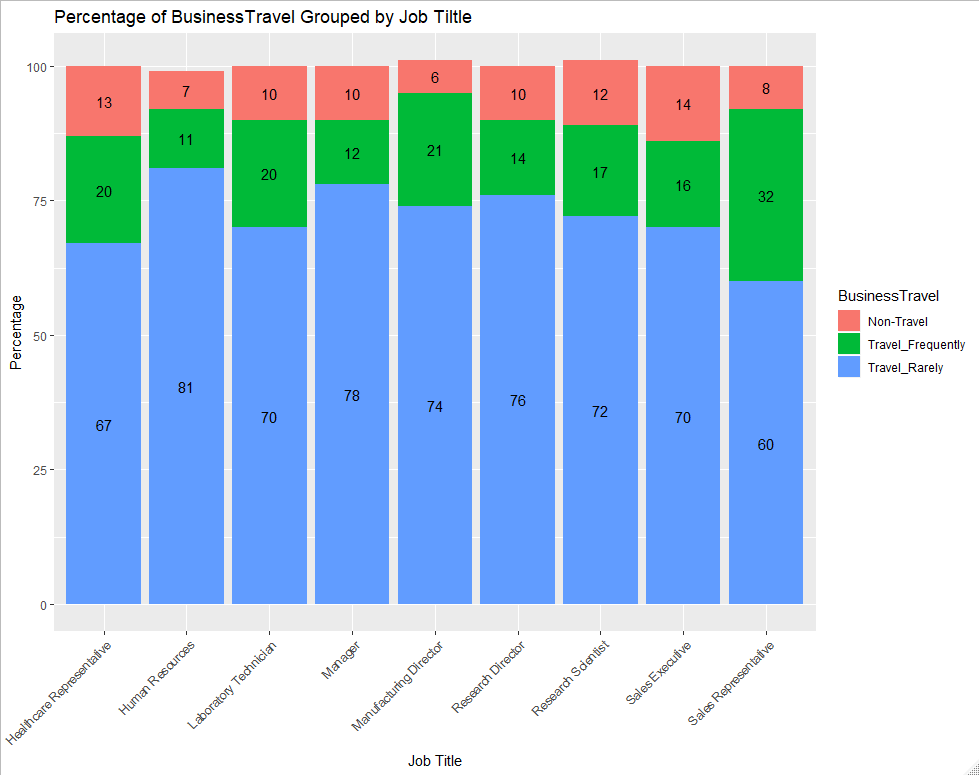 Percentage of BusinessTravel Grouped by Job Tiltle
Percentage
100
75
50
25
0
13
20
67
7
11
81
10
20
70
10
12
78
6
21
74
10
14
76
12
17
72
14
16
70
8
32
60
Healthcare Representative
Human Resources
Laboratory Technician
Manager
Manufacturing Director
Research Director
Research Scientist
Sales Executive
Sales Representative
Job Title
BusinessTravel
Non-Travel
Travel_Frequently
Travel_Rarely